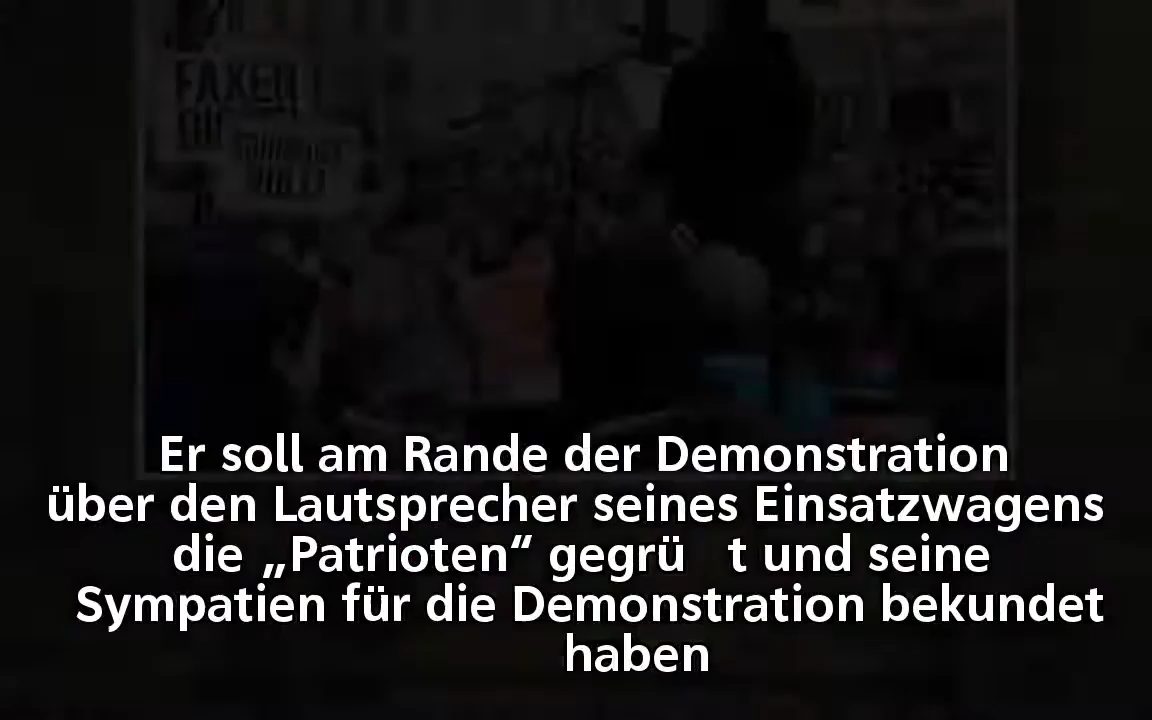 FAXEN
Er soll am Rande der Demonstration
über den Lautsprecher seines Einsatzwagens
die „Patrioten“ gegrü t und seine
Sympatien für die Demonstration bekundet
haben